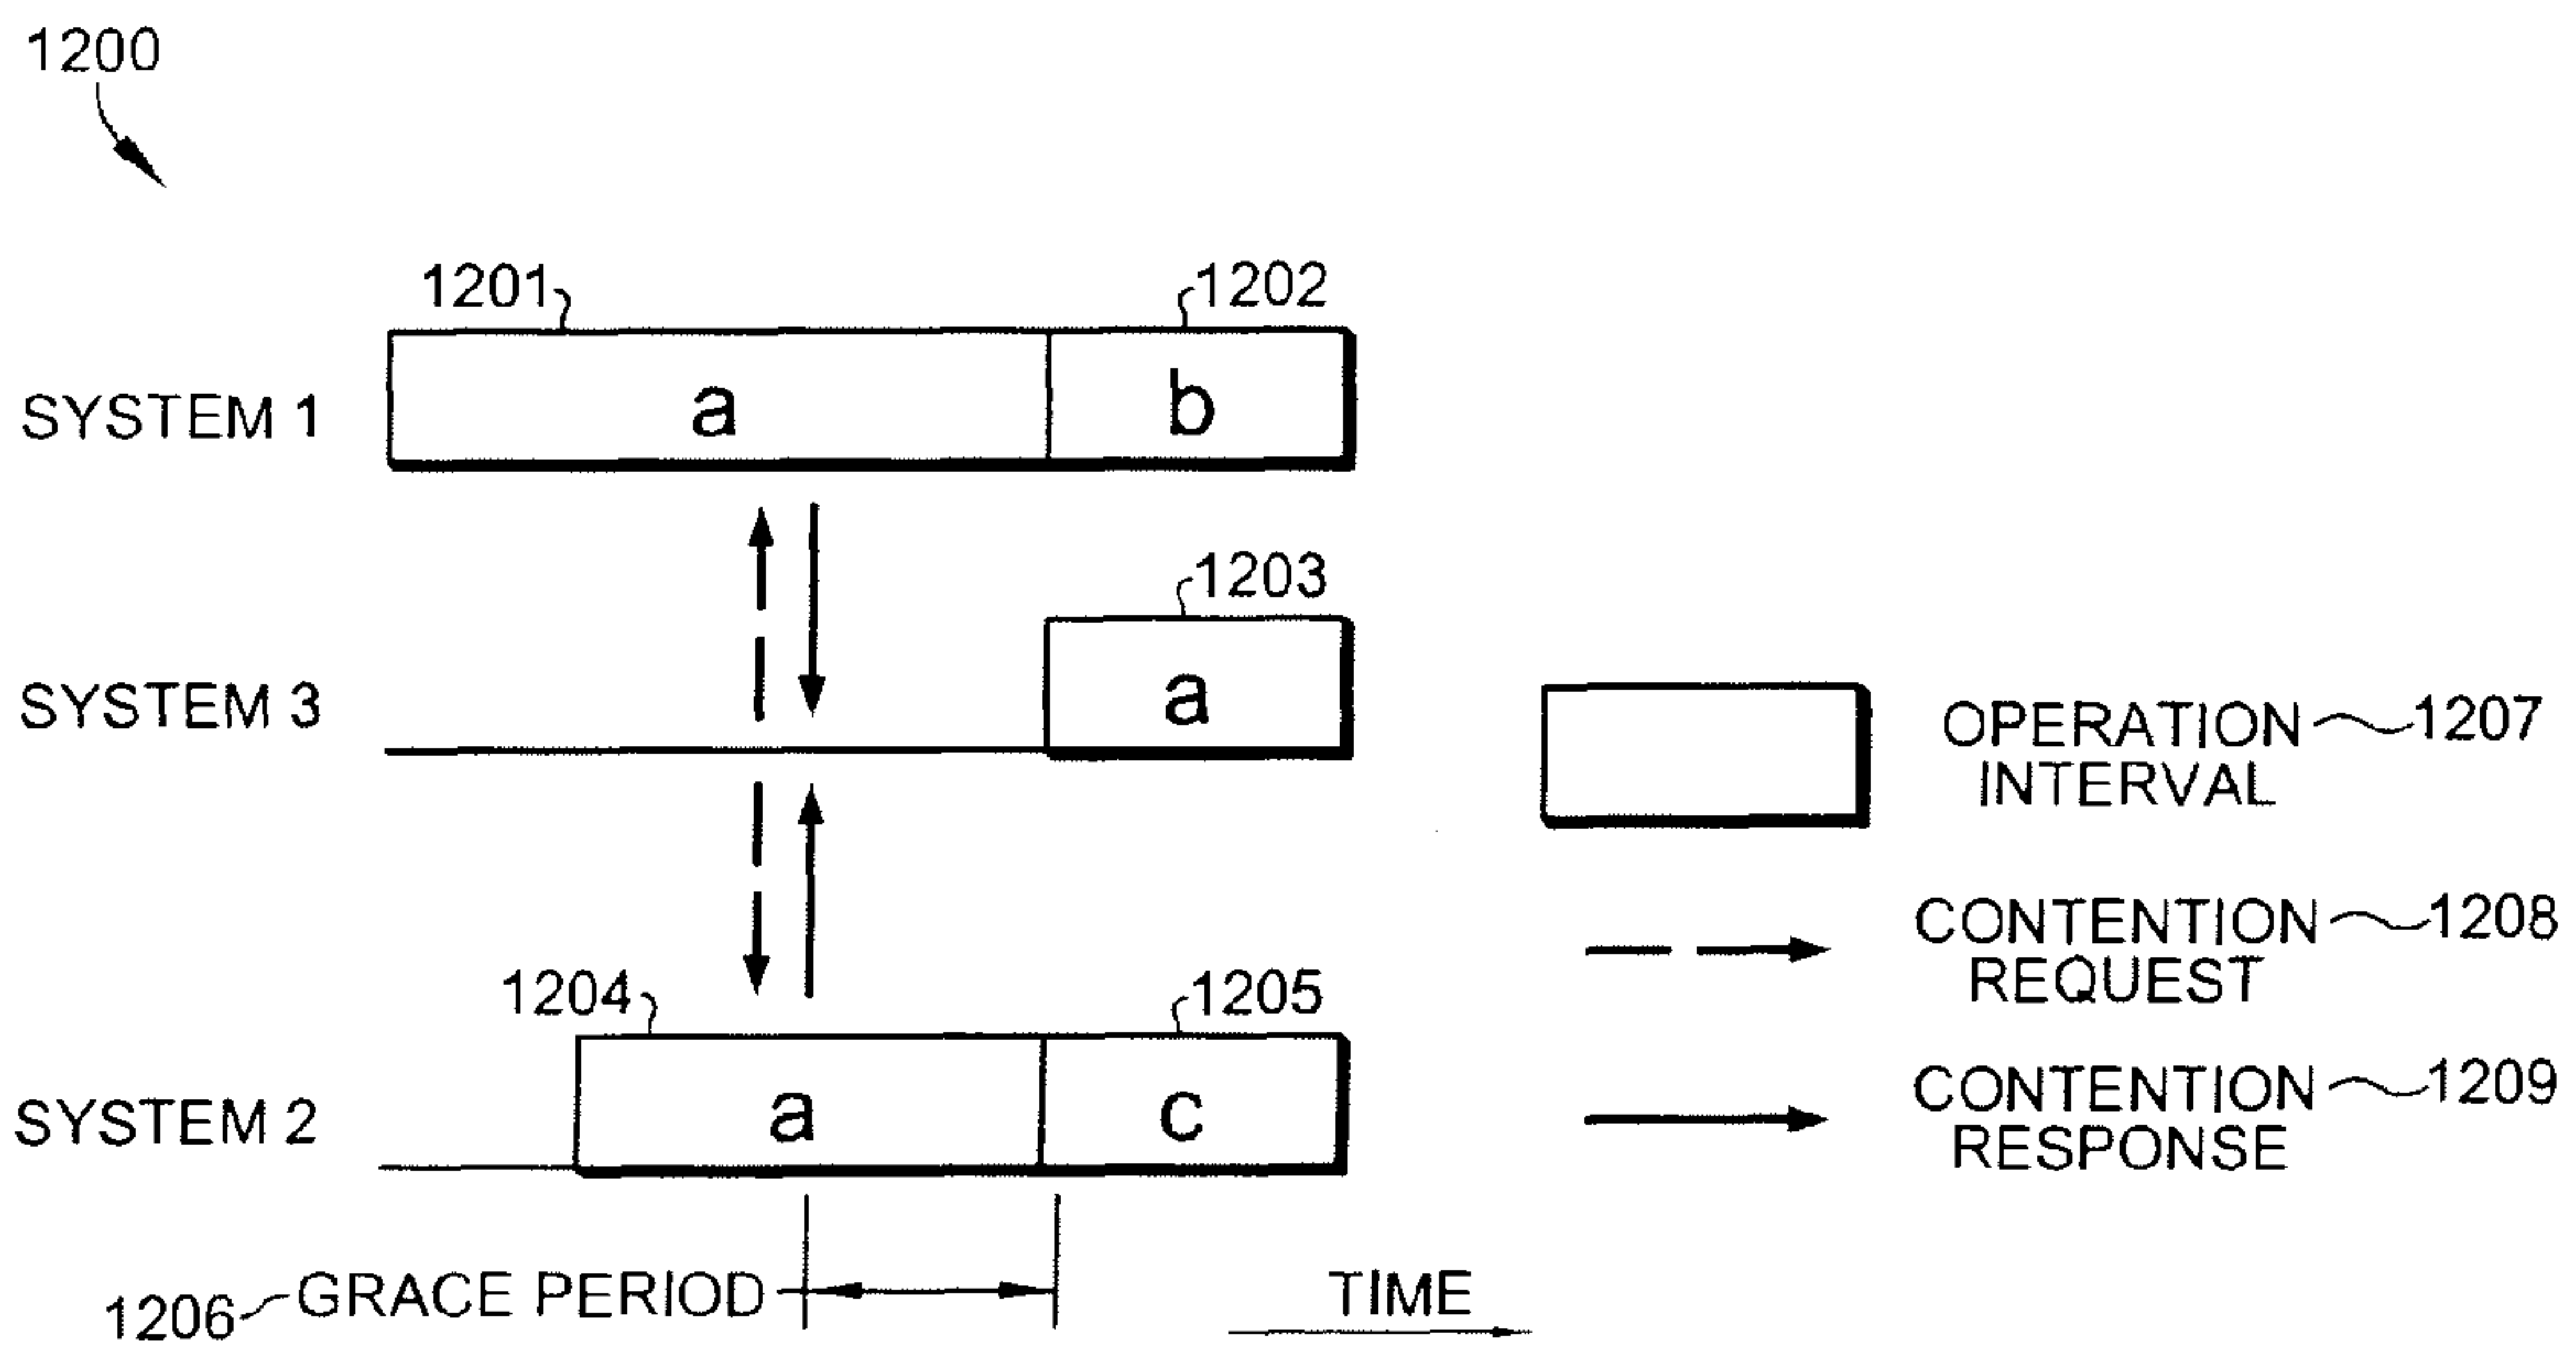 1200
1201
1202
SYSTEM 1
a
b
1203
SYSTEM 3
a
OPERATION
INTERVAL
1207
CONTENTION
REQUEST
1208
1204
1205
SYSTEM 2
a
c
CONTENTION
RESPONSE
1209
1206
GRACE PERIOD
TIME